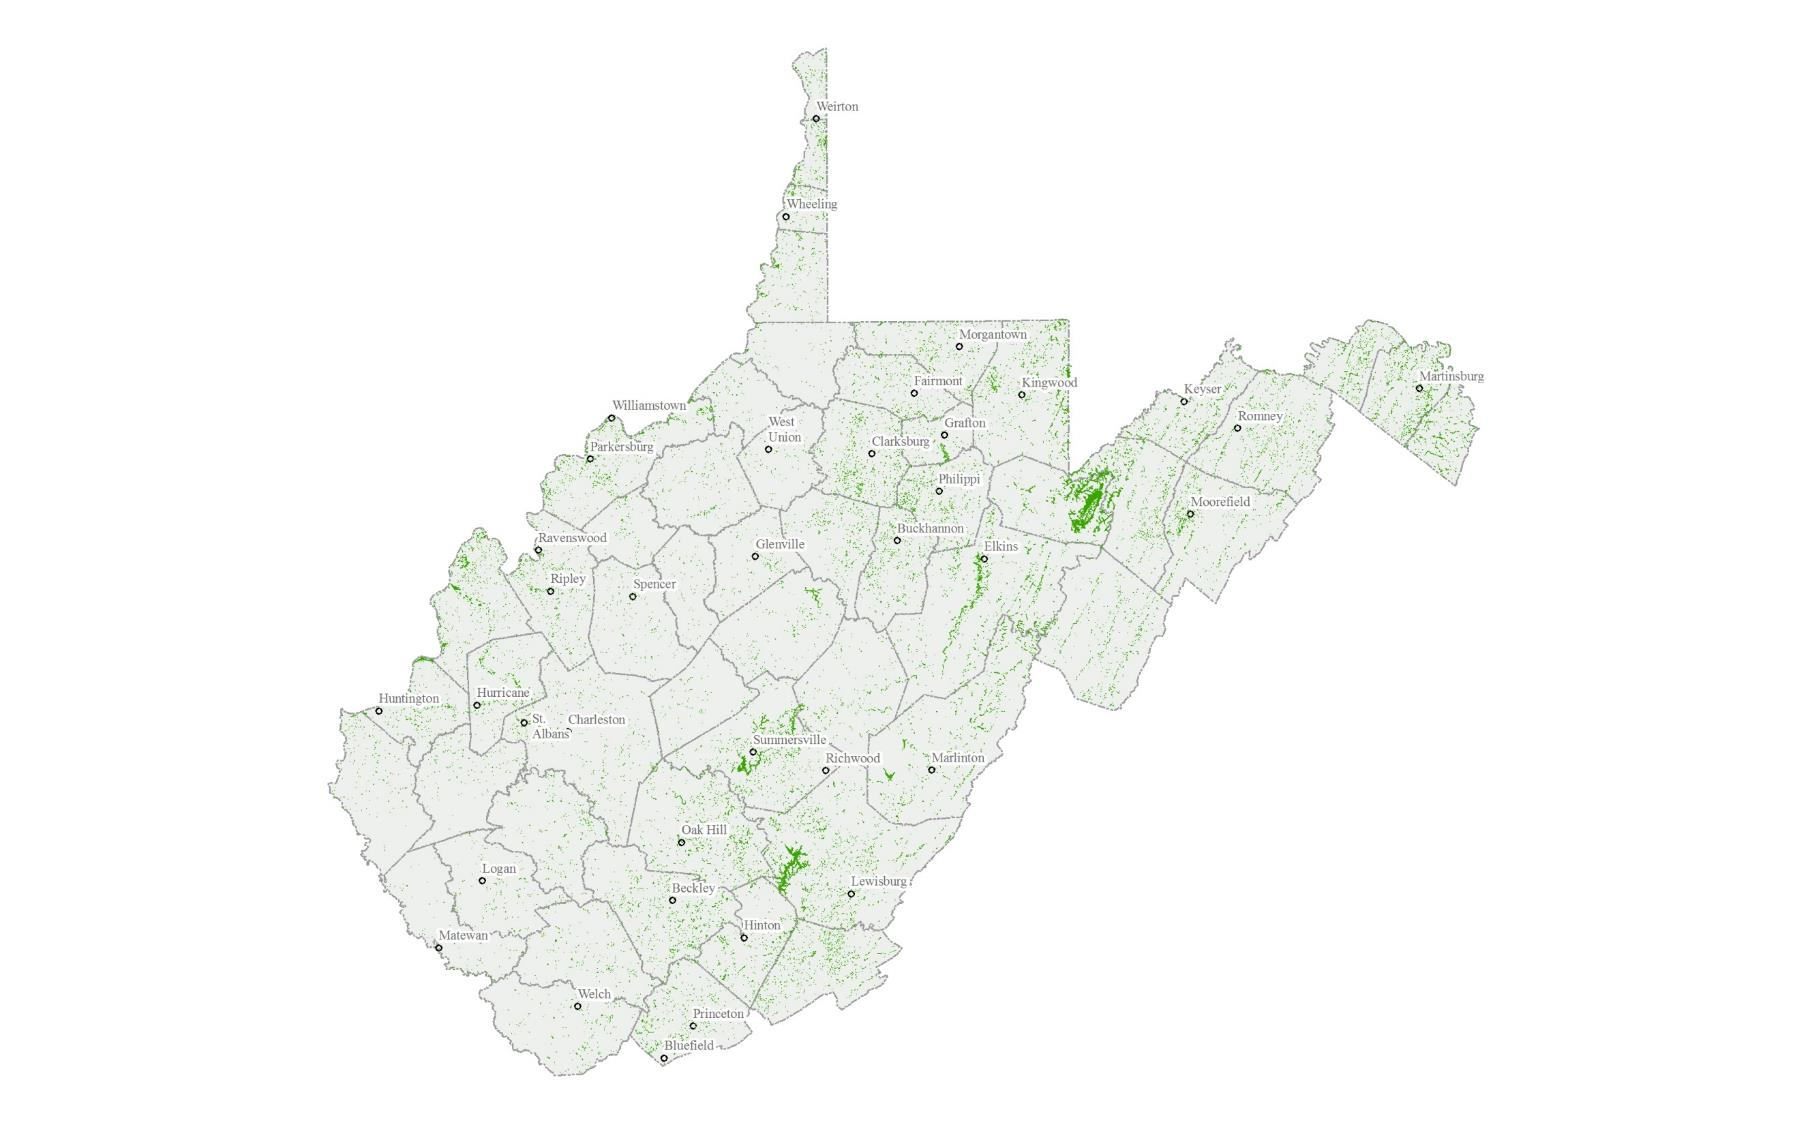 Weirton
Wheeling
Morgantown
Fairmont
Kingwood
Martinsburg
Keyser
Williamstown
Romney
West
Union
Grafton
Clarksburg
Parkersburg
Philippi
Moorefield
Buckhannon
Ravenswood
Glenville
Elkins
Ripley
Spencer
Huntington
Hurricane
St.
Albans
Charleston
Summersville
Richwood
Marlinton
Oak Hill
Logan
Beckley
Lewisburg
Hinton
Matewan
Welch
Princeton
Bluefield